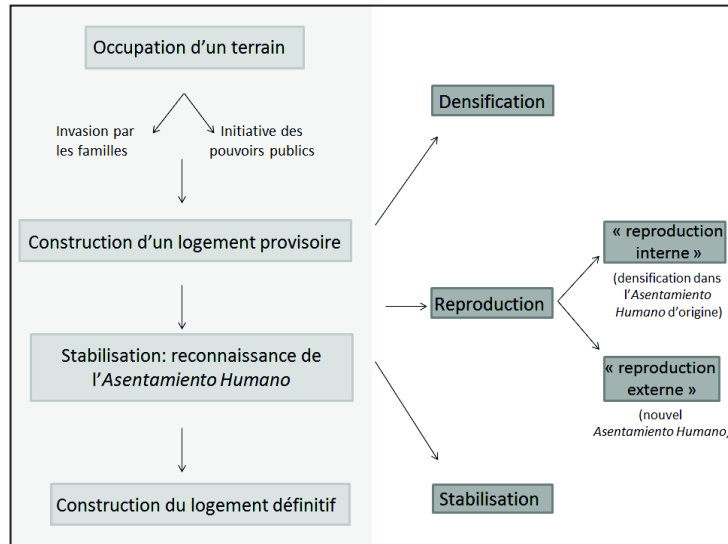 Occupation d'un terrain
Invasion par
les familles
Initiative des
pouvoirs publics
Construction d'un logement provisoire
Stabilisation: reconnaissance de
l'Asentamiento Humano
Construction du logement définitif
Densification
Reproduction
Stabilisation
« reproduction
interne »
(densification dans
l'Asentamiento
Humano d'origine)
« reproduction
externe »
(nouvel
Asentamiento Humano)